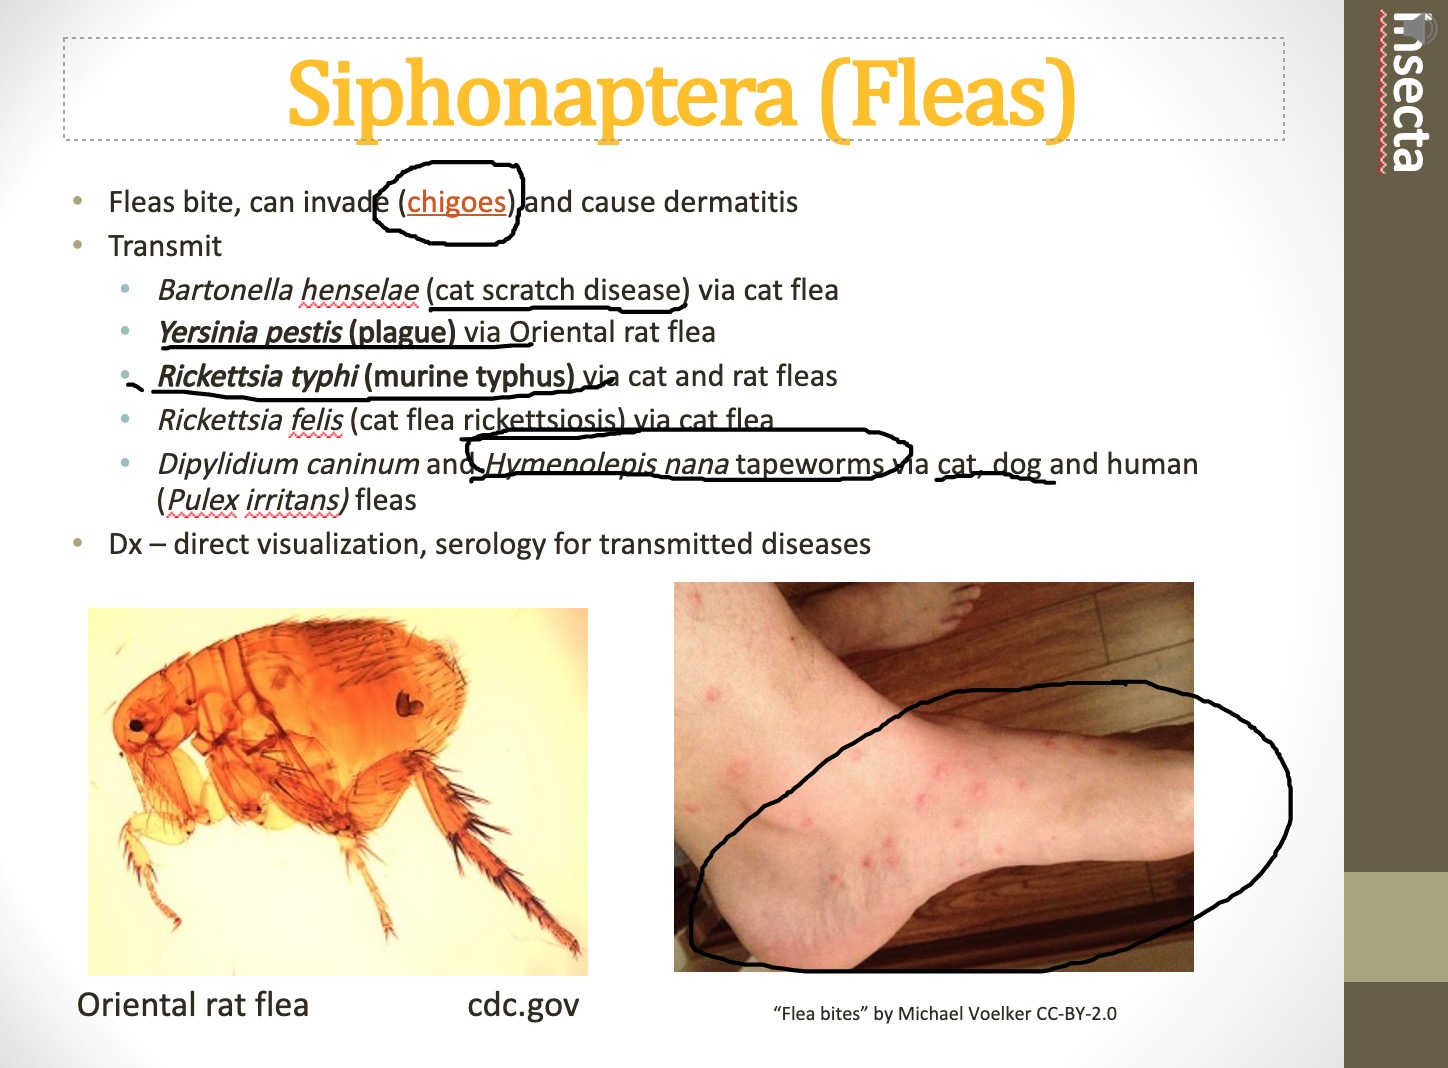 Siphonaptera (Fleas)
Insecta
• Fleas bite, can invade (chigoes) and cause dermatitis
• Transmit
• Bartonella henselae (cat scratch disease) via cat flea
• Yersinia pestis (plague) via Oriental rat flea
• Rickettsia typhi (murine typhus) via cat and rat fleas
• Rickettsia felis (cat flea rickettsiosis) via cat flea
• Dipylidium caninum and Hymenolepis nana tapeworms via cat, dog and human
(Pulex irritans) fleas
• Dx – direct visualization, serology for transmitted diseases
Oriental rat flea cdc.gov
“Flea bites” by Michael Voelker CC-BY-2.0